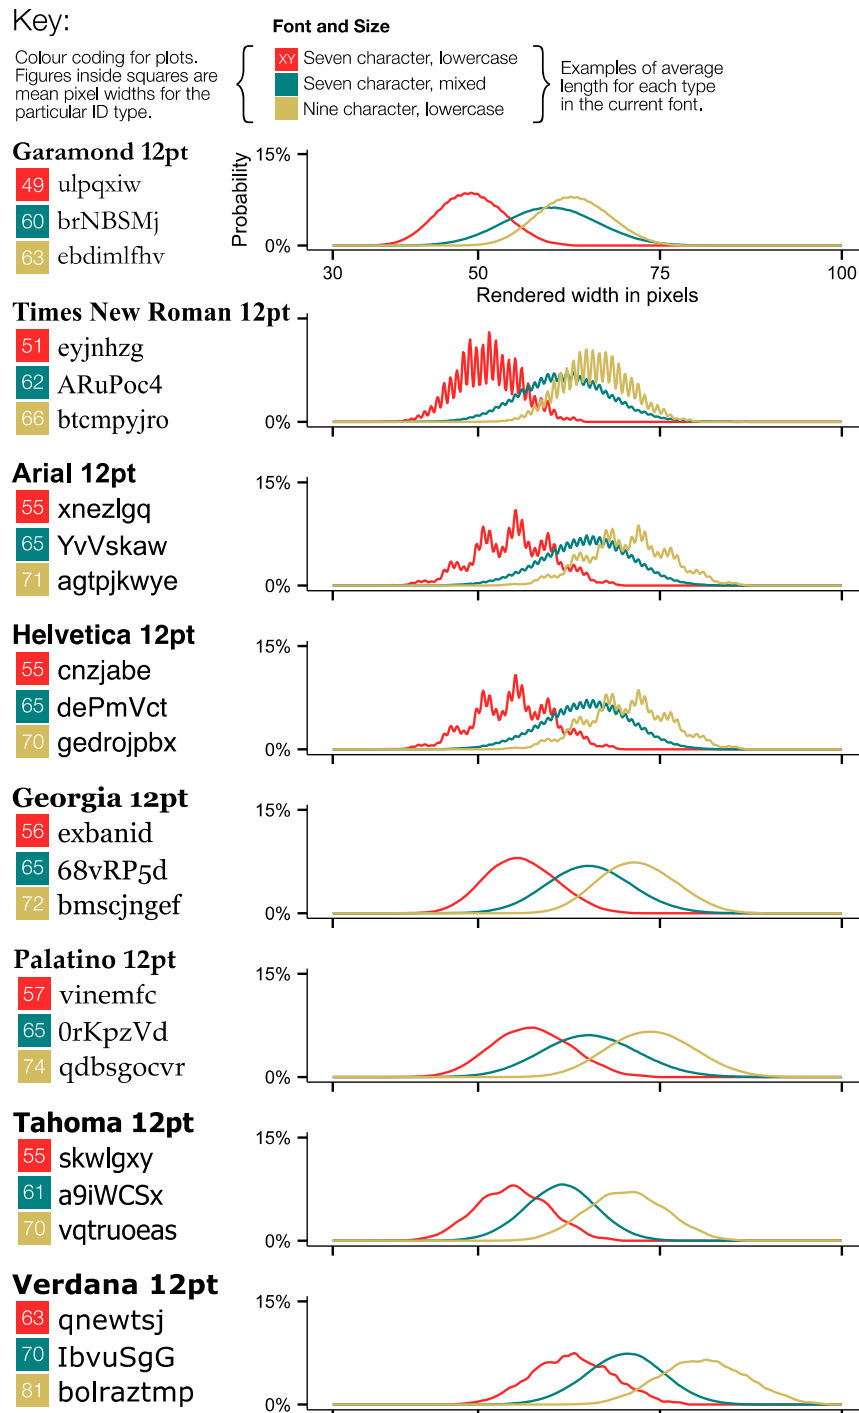 Key:
Colour coding for plots.
Figures inside squares are
mean pixel widths for the
particular ID type.
Font and Size
XY Seven character, lowercase
Seven character, mixed
Nine character, lowercase
Examples of average
length for each type
in the current font.
Garamond 12pt
49 ulpqxiw
60 brNBSMj
63 ebdimlfhv
Probability
15%
0%
30 50 75 100
Rendered width in pixels
Times New Roman 12pt
51 eyjnhzg
62 ARuPoc4
66 btcmpyjro
0%
Arial 12pt
55 xnezlgq
65 YvVskaw
71 agtpjkwye
15%
0%
Helvetica 12pt
55 cnzjabe
65 dePmVct
70 gedrojpbx
15%
0%
Georgia 12pt
56 exbanid
65 68vRP5d
72 bmscjngef
15%
0%
Palatino 12pt
57 vinemfc
65 0rKpzVd
74 qdbsgocvr
15%
0%
Tahoma 12pt
55 skwlgxy
61 a9iWCSx
70 vqtruoeas
15%
0%
Verdana 12pt
63 qnewtsj
70 IbvuSgG
81 bolraztmp
15%
0%